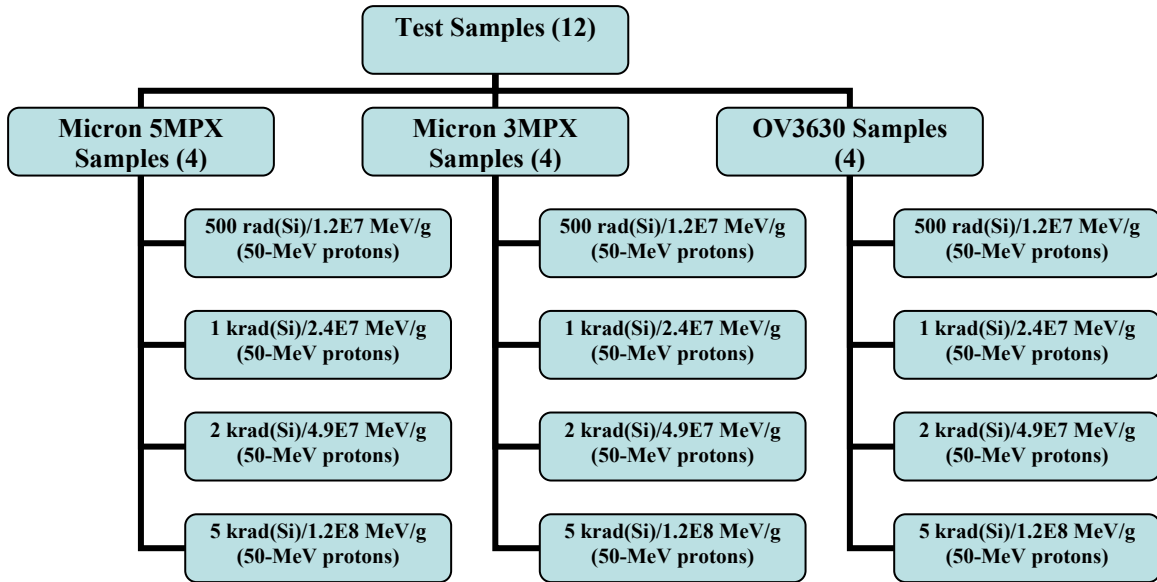 Test Samples (12)
Micron 5MPX
Samples (4)
500 rad(Si)/1.2E7 MeV/g
(50-MeV protons)
1 krad(Si)/2.4E7 MeV/g
(50-MeV protons)
2 krad(Si)/4.9E7 MeV/g
(50-MeV protons)
5 krad(Si)/1.2E8 MeV/g
(50-MeV protons)
Micron 3MPX
Samples (4)
500 rad(Si)/1.2E7 MeV/g
(50-MeV protons)
1 krad(Si)/2.4E7 MeV/g
(50-MeV protons)
2 krad(Si)/4.9E7 MeV/g
(50-MeV protons)
5 krad(Si)/1.2E8 MeV/g
(50-MeV protons)
OV3630 Samples
(4)
500 rad(Si)/1.2E7 MeV/g
(50-MeV protons)
1 krad(Si)/2.4E7 MeV/g
(50-MeV protons)
2 krad(Si)/4.9E7 MeV/g
(50-MeV protons)
5 krad(Si)/1.2E8 MeV/g
(50-MeV protons)